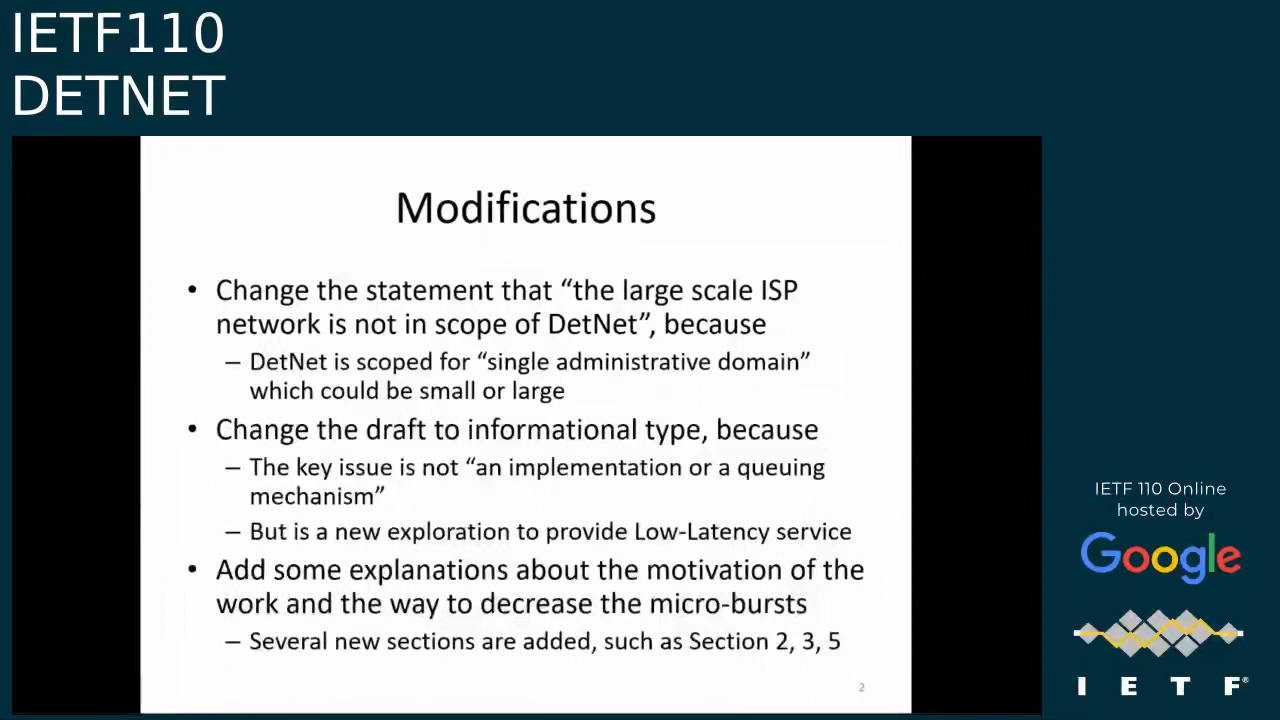 IETF110
DETNET
Modifications
• Change the statement that “the large scale ISP
network is not in scope of DetNet”, because
– DetNet is scoped for “single administrative domain”
which could be small or large
• Change the draft to informational type, because
– The key issue is not “an implementation or a queuing
mechanism”
– But is a new exploration to provide Low-Latency service
• Add some explanations about the motivation of the
work and the way to decrease the micro-bursts
– Several new sections are added, such as Section 2, 3, 5
2
IETF 110 Online
hosted by
Google
I E T F®